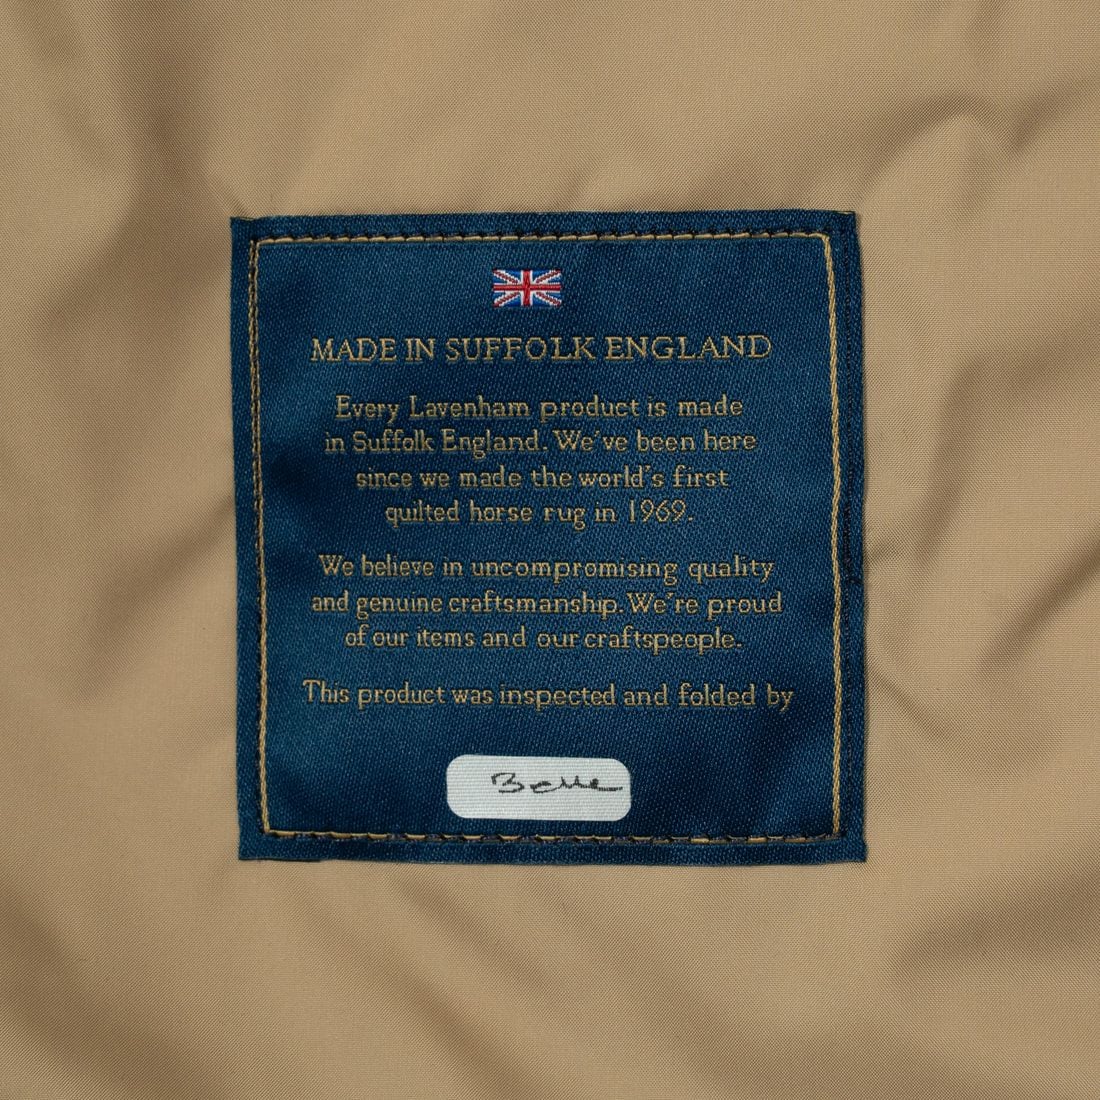 MADE IN SUFFOLK ENGLAND
Every Lavenham product is made
in Suffolk England. We've been here
since we made the world's first
quilted horse rug in 1969.
We believe in uncompromising quality
and genuine craftsmanship. We're proud
of our items and our craftspeople.
This product was inspected and folded by
Belle